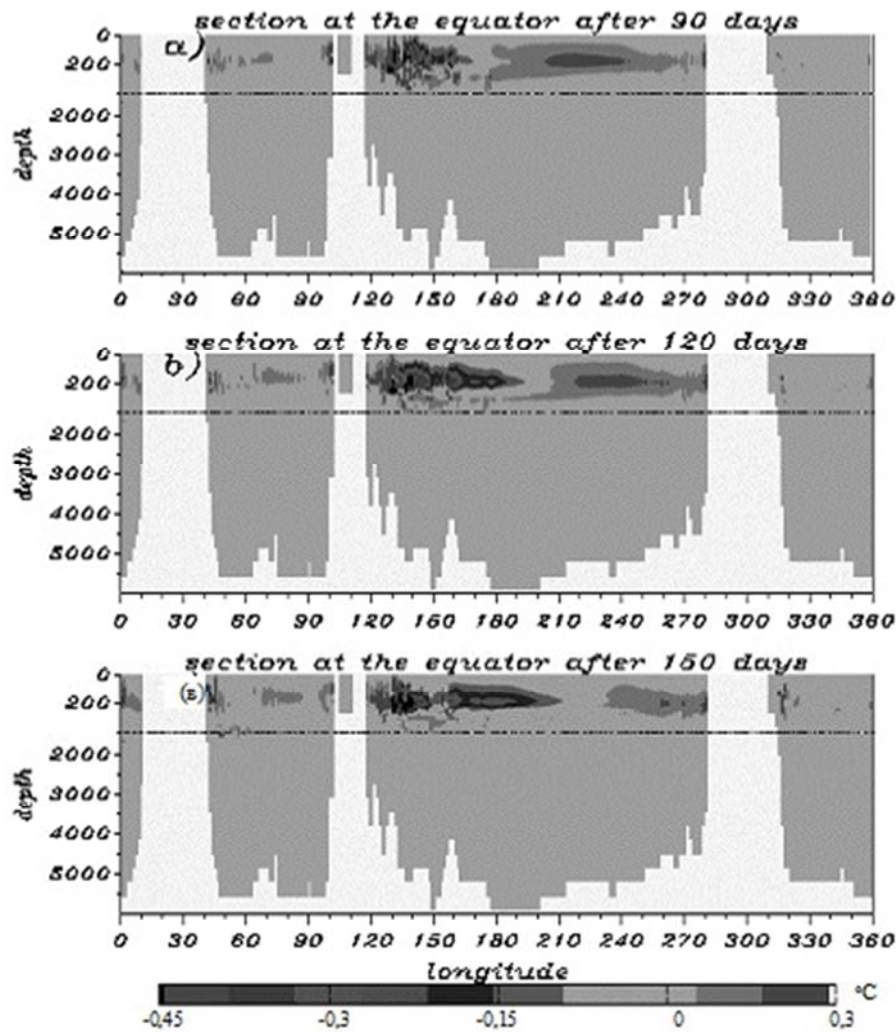 section at the equator after 90 days
a)
0
200
2000
3000
4000
5000
depth
0 30 60 90 120 150 180 210 240 270 300 330 360
section at the equator after 120 days
b)
0
200
2000
3000
4000
5000
depth
0 30 60 90 120 150 180 210 240 270 300 330 360
section at the equator after 150 days
(в)
0
200
2000
3000
4000
5000
depth
0 30 60 90 120 150 180 210 240 270 300 330 360
longitude
°C
-0,45 -0,3 -0,15 0 0.3